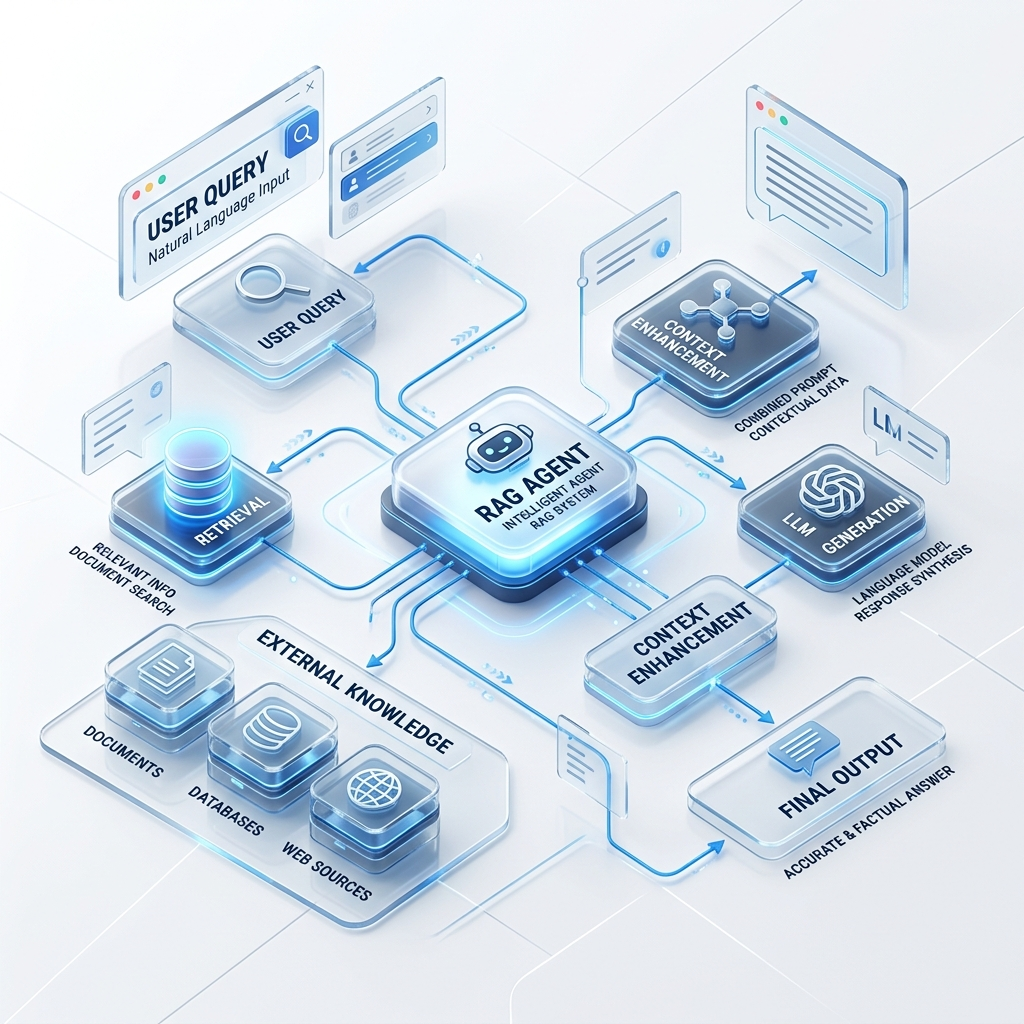 USER QUERY
Natural Language Input
USER QUERY
CONTEXT
ENHANCEMENT
COMBINED PROMPT
CONTEXTUAL DATA
LM
RAG AGENT
INTELLIGENT AGENT
RAG SYSTEM
RETRIEVAL
RELEVANT INFO
DOCUMENT SEARCH
LLM
GENERATION
LANGUAGE MODEL
RESPONSE SYNTHESIS
CONTEXT
ENHANCEMENT
EXTERNAL KNOWLEDGE
DOCUMENTS
DATABASES
WEB SOURCES
FINAL OUTPUT
ACCURATE & FACTUAL ANSWER